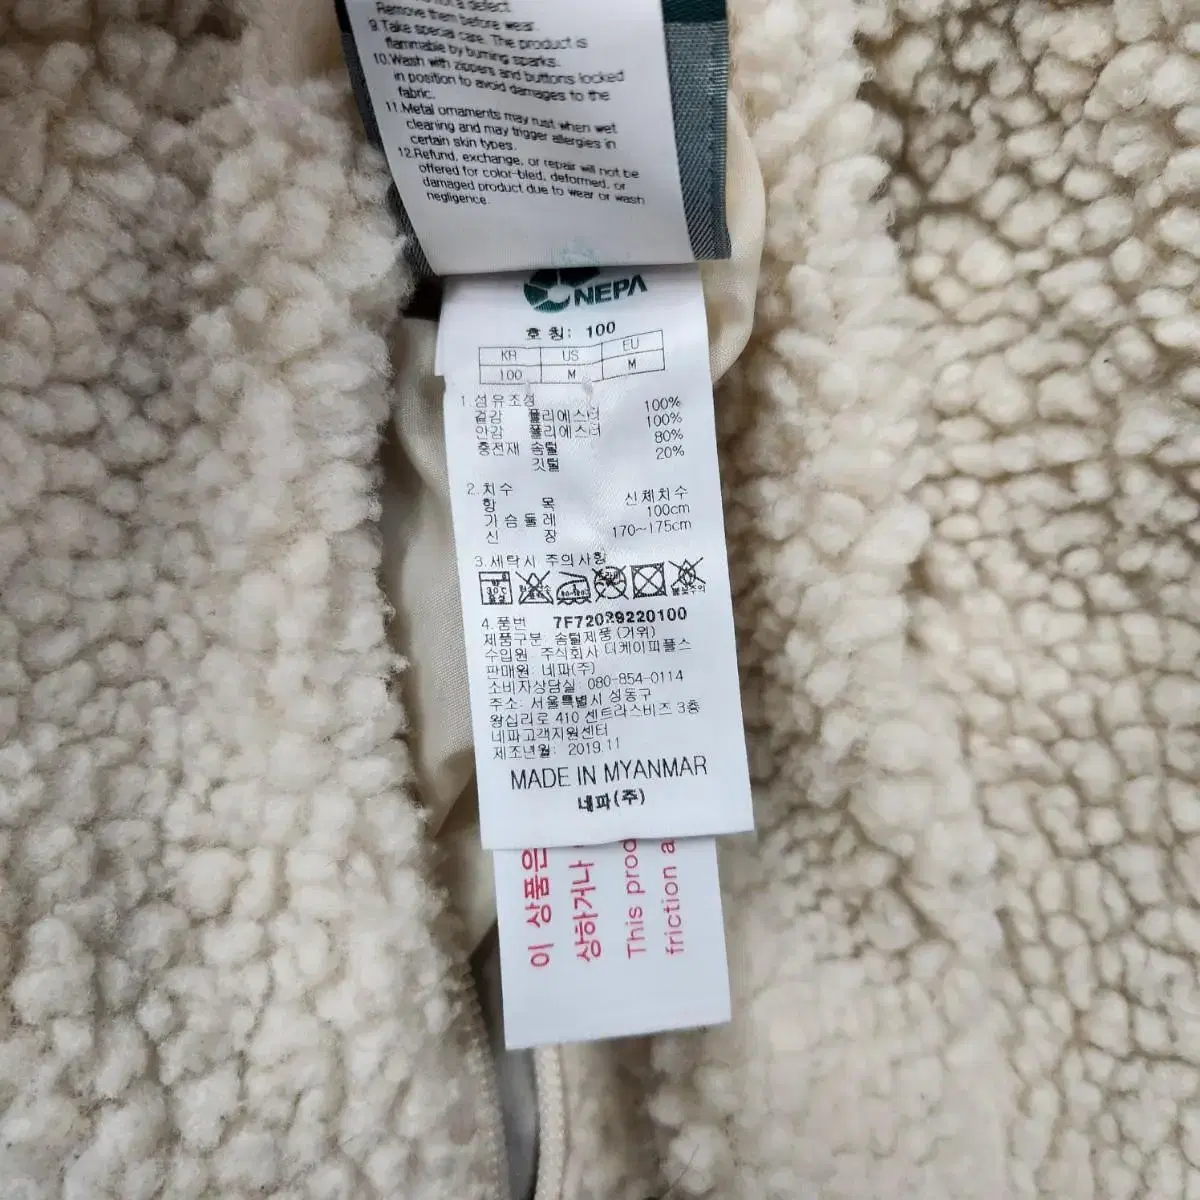 not a defect.
Remove them before wear.
9.Take special care. The product is
flammable by burning sparks.
10.Wash with zippers and buttons locked
in position to avoid damages to the
fabric.
11.Metal ornaments may rust when wet
cleaning and may trigger allergies in
certain skin types.
12.Refund, exchange, or repair will not be
offered for color-bled, deformed, or
damaged product due to wear or wash
negligence.
NEPA
호칭: 100
KR US EU
100 M M
1.섬유조성
겉감 폴리에스터 100%
안감 폴리에스터 100%
충전재 솜털 80%
깃털 20%
2.치수
항 목 신체치수
가슴둘레 100cm
신 장 170~175cm
3.세탁시 주의사항
4.품번 7F72029220100
제품구분: 솜털제품(거위)
수입원 주식회사 더케이피플스
판매원: 네파(주)
소비자상담실: 080-854-0114
주소: 서울특별시 성동구
왕십리로 410 센트라스비즈 3층
네파고객지원센터
제조년월: 2019.11
MADE IN MYANMAR
네파(주)
이 상품은
상하거나
This
friction